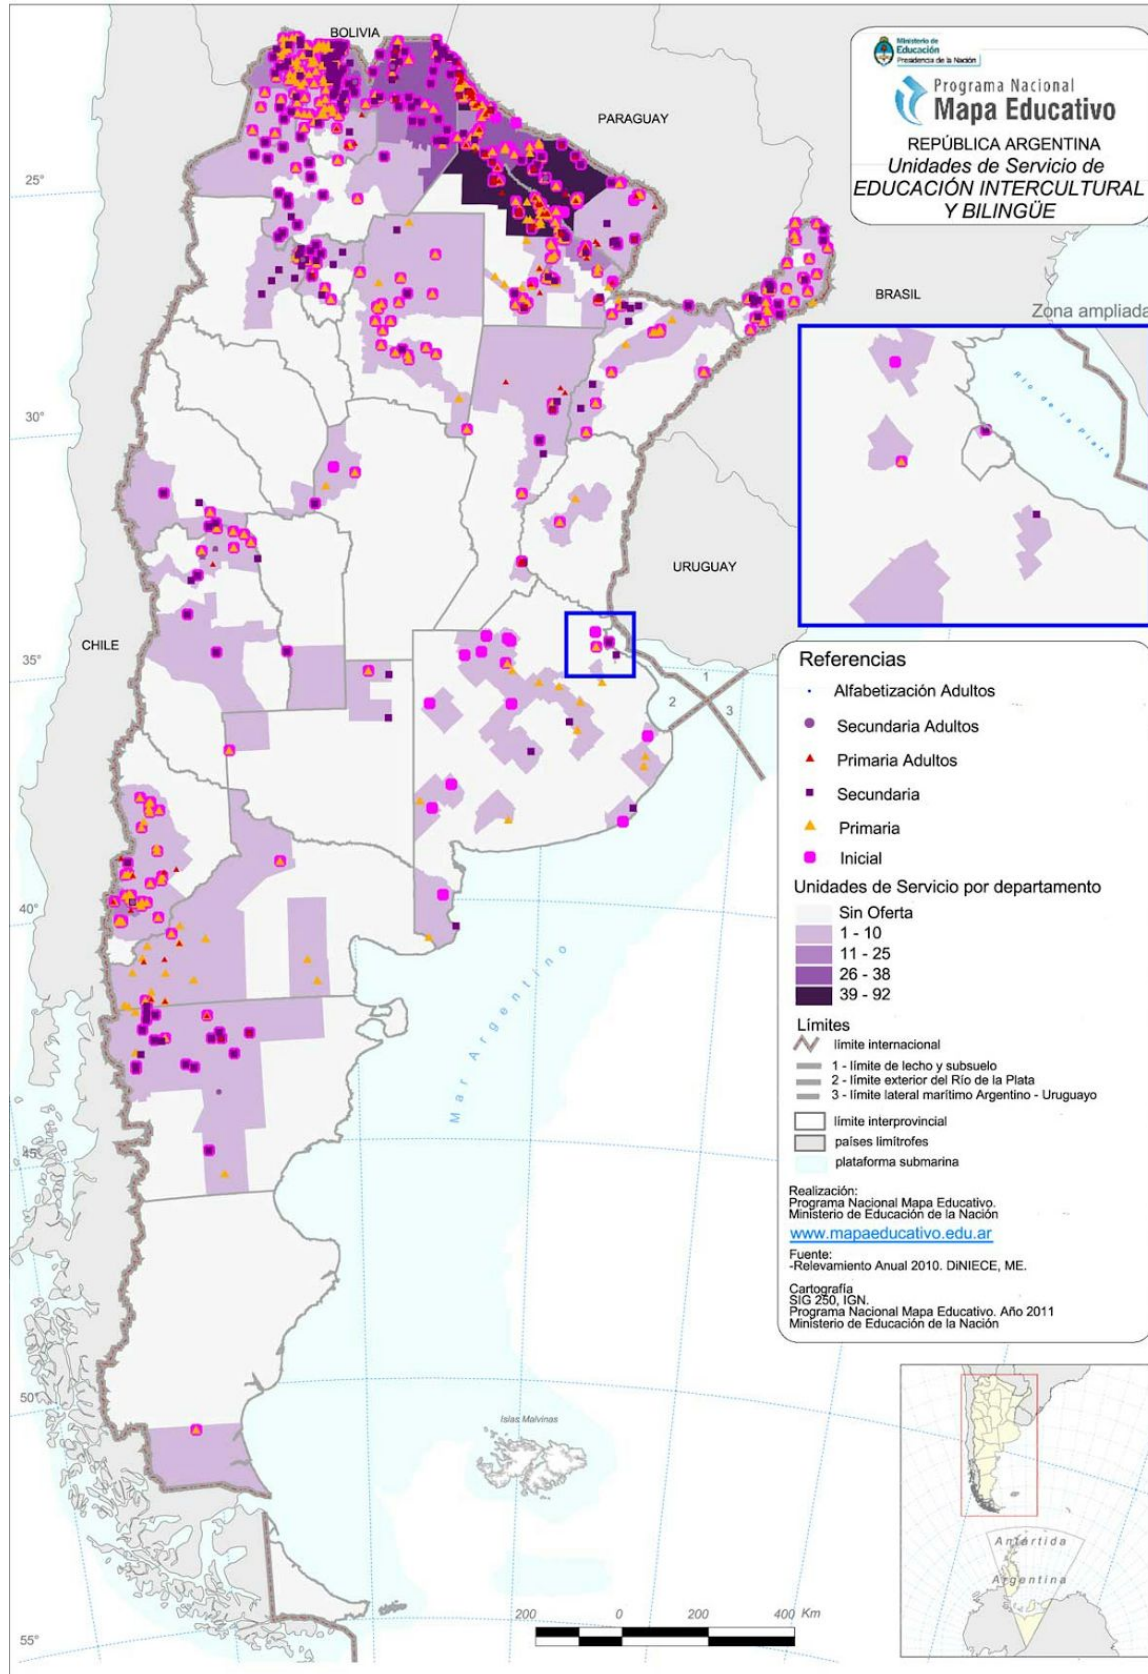 Ministerio de
Educación
Presidencia de la Nación
Programa Nacional
Mapa Educativo
REPÚBLICA ARGENTINA
Unidades de Servicio de
EDUCACIÓN INTERCULTURAL
Y BILINGÜE
BOLIVIA
PARAGUAY
BRASIL
URUGUAY
CHILE
25°
30°
35°
40°
45°
50°
55°
Zona ampliada
Río de la Plata
1
2
3
Mar Argentino
Islas Malvinas
Referencias
Alfabetización Adultos
Secundaria Adultos
Primaria Adultos
Secundaria
Primaria
Inicial
Unidades de Servicio por departamento
Sin Oferta
1 - 10
11 - 25
26 - 38
39 - 92
Límites
límite internacional
1 - límite de lecho y subsuelo
2 - límite exterior del Río de la Plata
3 - límite lateral marítimo Argentino - Uruguayo
límite interprovincial
países limítrofes
plataforma submarina
Realización:
Programa Nacional Mapa Educativo.
Ministerio de Educación de la Nación
www.mapaeducativo.edu.ar
Fuente:
-Relevamiento Anual 2010. DiNIECE, ME.
Cartografía
SIG 250, IGN.
Programa Nacional Mapa Educativo. Año 2011
Ministerio de Educación de la Nación
Antártida
Argentina
200 0 200 400 Km